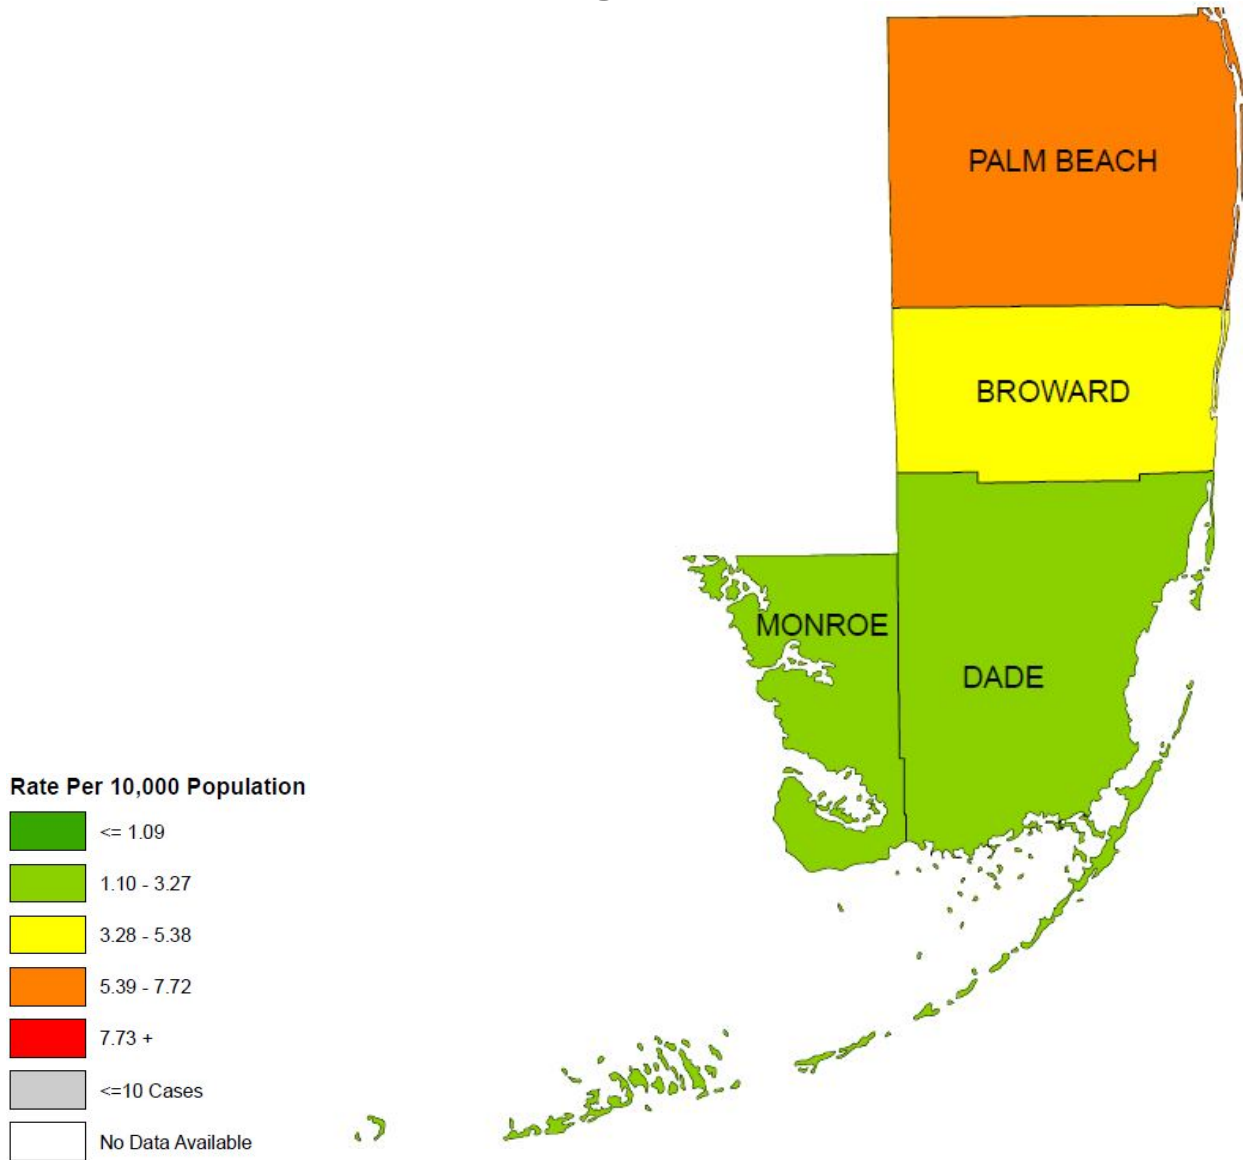 PALM BEACH
BROWARD
MONROE
DADE
Rate Per 10,000 Population
<= 1.09
1.10 - 3.27
3.28 - 5.38
5.39 - 7.72
7.73 +
<=10 Cases
No Data Available